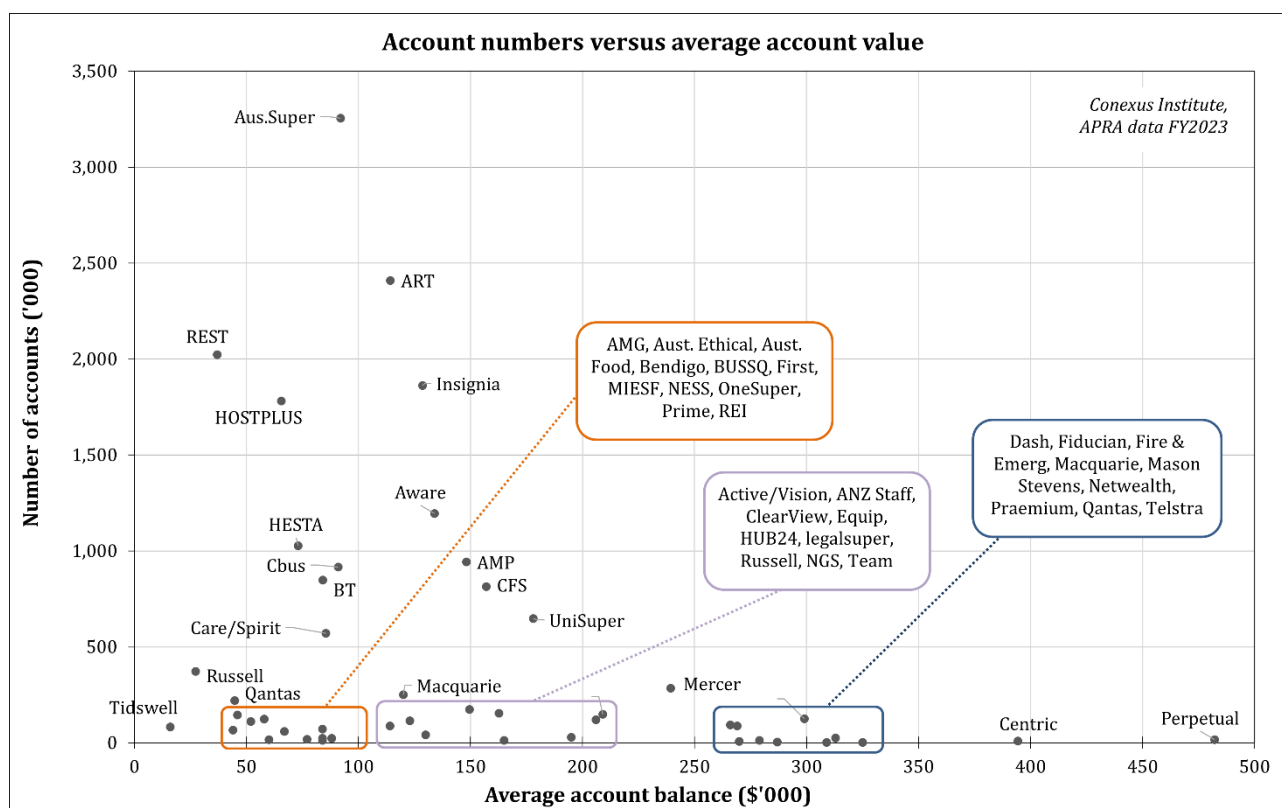 Account numbers versus average account value
Conexus Institute,
APRA data FY2023
Number of accounts ('000)
3,500
3,000
2,500
2,000
1,500
1,000
500
0
Aus.Super
ART
REST
Insignia
HOSTPLUS
Aware
HESTA
Cbus
BT
AMP
CFS
Care/Spirit
UniSuper
Russell
Qantas
Tidswell
Macquarie
Mercer
Centric
Perpetual
AMG, Aust. Ethical, Aust.
Food, Bendigo, BUSSQ, First,
MIESF, NESS, OneSuper,
Prime, REI
Active/Vision, ANZ Staff,
ClearView, Equip,
HUB24, legalsuper,
Russell, NGS, Team
Dash, Fiducian, Fire &
Emerg, Macquarie, Mason
Stevens, Netwealth,
Praemium, Qantas, Telstra
0 50 100 150 200 250 300 350 400 450 500
Average account balance ($'000)